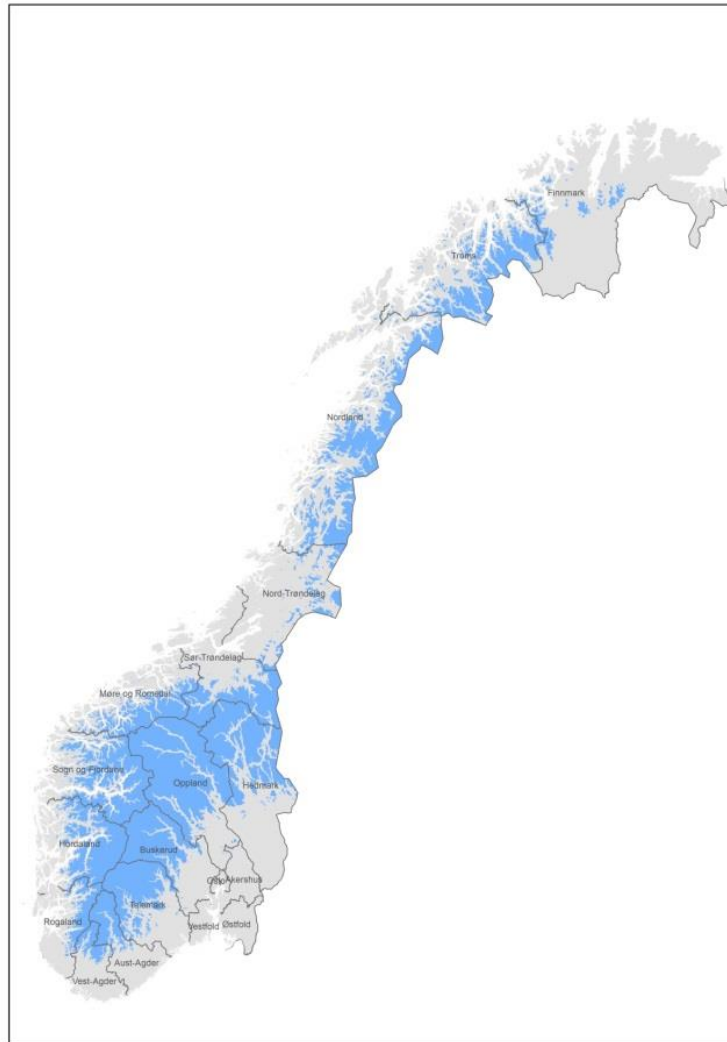 Finnmark
Troms
Nordland
Nord-Trøndelag
Sør-Trøndelag
Møre og Romsdal
Sogn og Fjordane
Oppland
Hedmark
Hordaland
Buskerud
Oslo
Akershus
Telemark
Rogaland
Vestfold
Østfold
Aust-Agder
Vest-Agder